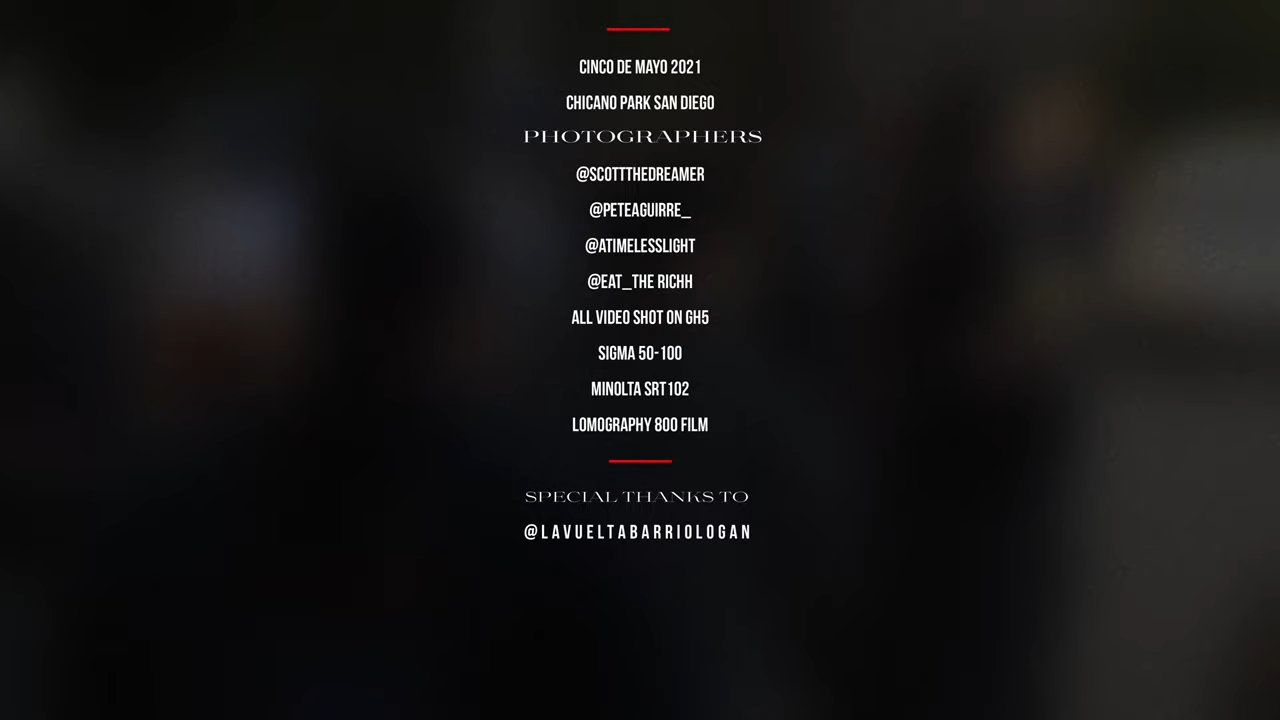 CINCO DE MAYO 2021
CHICANO PARK SAN DIEGO
PHOTOGRAPHERS
@SCOTTTHEDREAMER
@PETEAGUIRRE_
@ATIMELESSLIGHT
@EAT_THE RICHH
ALL VIDEO SHOT ON GH5
SIGMA 50-100
MINOLTA SRT102
LOMOGRAPHY 800 FILM
SPECIAL THANKS TO
@LAVUELTABARRIOLOGAN